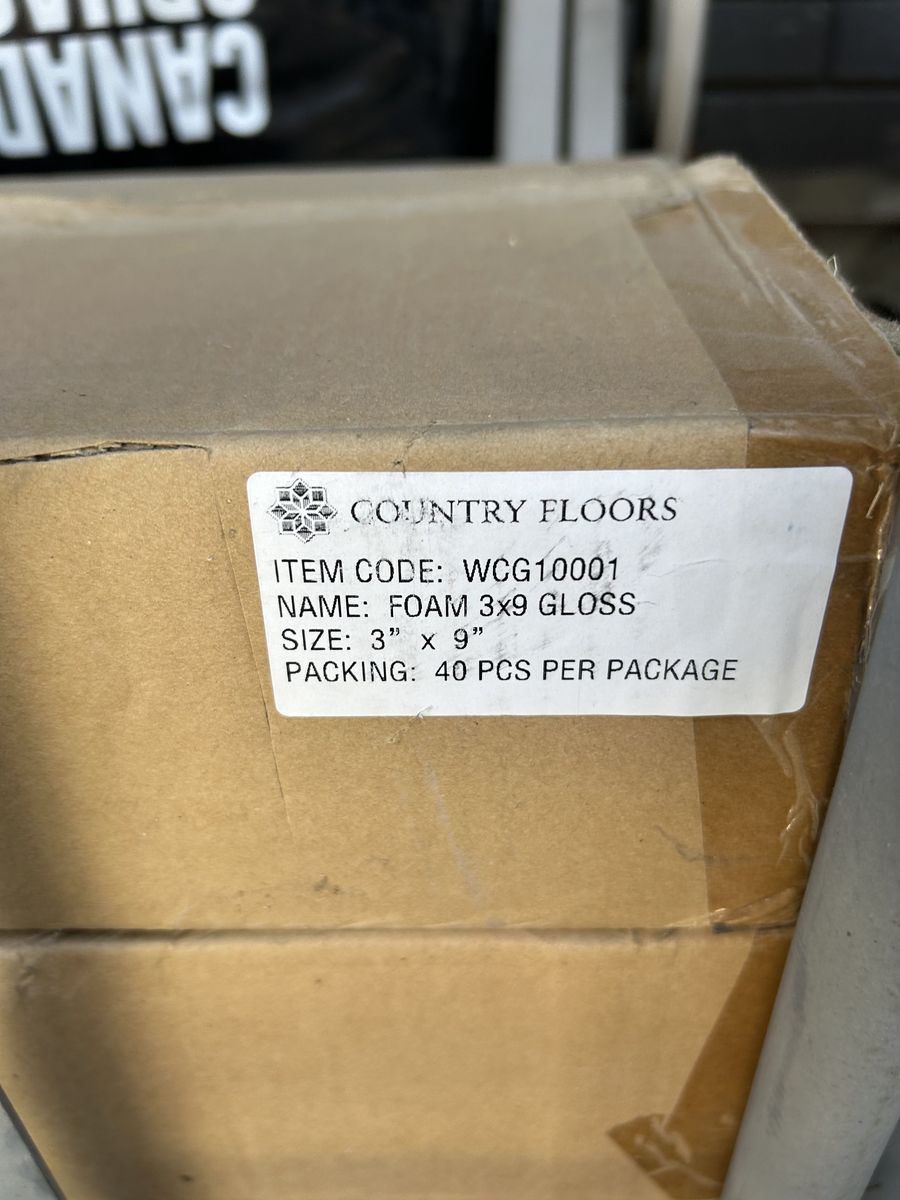 CANAD
COUNTRY FLOORS
ITEM CODE: WCG10001
NAME: FOAM 3x9 GLOSS
SIZE: 3” x 9”
PACKING: 40 PCS PER PACKAGE